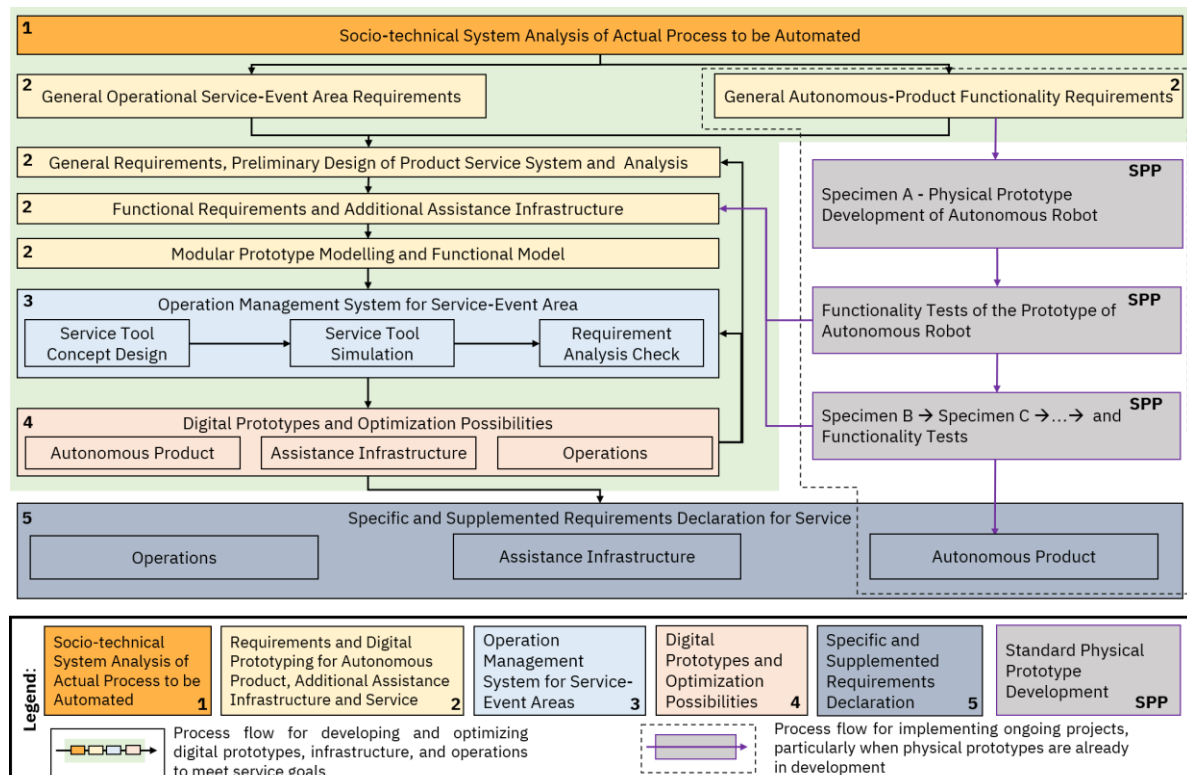 1
Socio-technical System Analysis of Actual Process to be Automated
2
General Operational Service-Event Area Requirements
General Autonomous-Product Functionality Requirements
2
2
General Requirements, Preliminary Design of Product Service System and Analysis
2
Functional Requirements and Additional Assistance Infrastructure
2
Modular Prototype Modelling and Functional Model
3
Operation Management System for Service-Event Area
Service Tool
Concept Design
Service Tool
Simulation
Requirement
Analysis Check
4
Digital Prototypes and Optimization Possibilities
Autonomous Product
Assistance Infrastructure
Operations
SPP
Specimen A - Physical Prototype
Development of Autonomous Robot
SPP
Functionality Tests of the Prototype of
Autonomous Robot
SPP
Specimen B → Specimen C →...→ and
Functionality Tests
5
Specific and Supplemented Requirements Declaration for Service
Operations
Assistance Infrastructure
Autonomous Product
Legend:
Socio-technical
System Analysis of
Actual Process to be
Automated
1
Requirements and Digital
Prototyping for Autonomous
Product, Additional Assistance
Infrastructure and Service
2
Operation
Management
System for Service-
Event Areas
3
Digital
Prototypes and
Optimization
Possibilities
4
Specific and
Supplemented
Requirements
Declaration
5
Standard Physical
Prototype
Development
SPP
Process flow for developing and optimizing
digital prototypes, infrastructure, and operations
to meet service goals
Process flow for implementing ongoing projects,
particularly when physical prototypes are already
in development